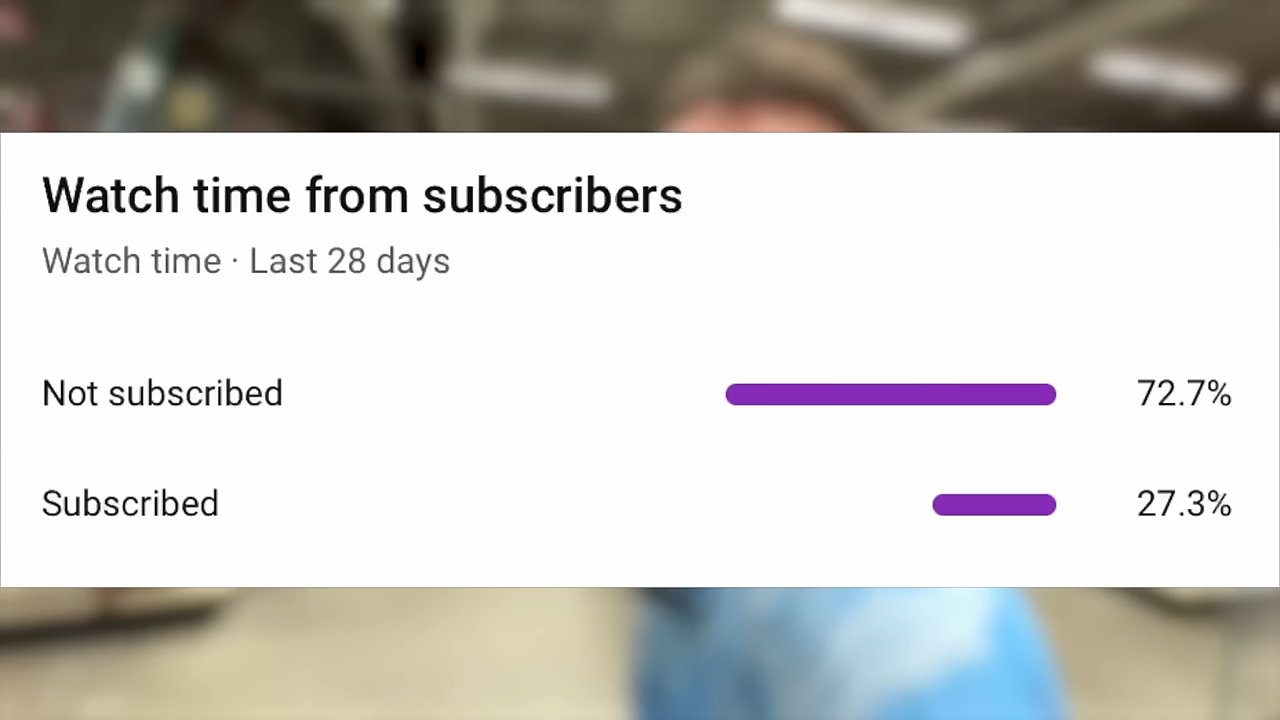 Watch time from subscribers
Watch time · Last 28 days
Not subscribed 72.7%
Subscribed 27.3%